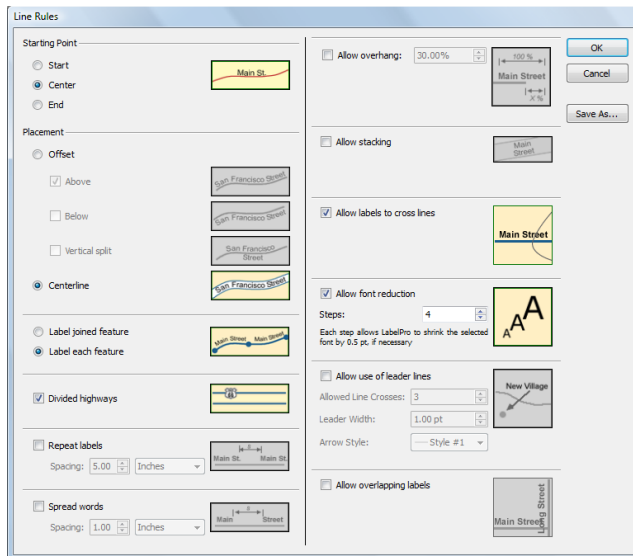 Line Rules
Starting Point
Start
Main St.
Center
End
Placement
Offset
Above
San Francisco Street
Below
San Francisco Street
Vertical split
San Francisco
Street
Centerline
San Francisco Street
Label joined feature
Main Street Main Street
Label each feature
Divided highways
Repeat labels
Main St. Main St.
Spacing: 5.00 Inches
Spread words
Main Street
Spacing: 1.00 Inches
Allow overhang: 30.00%
100 %
Main Street
X %
Allow stacking
Main
Street
Allow labels to cross lines
Main Street
Allow font reduction
Steps: 4
Each step allows LabelPro to shrink the selected
font by 0.5 pt, if necessary
AAA
Allow use of leader lines
New Village
Allowed Line Crosses: 3
Leader Width: 1.00 pt
Arrow Style: Style #1
Allow overlapping labels
Long Street
Main Street
OK
Cancel
Save As...